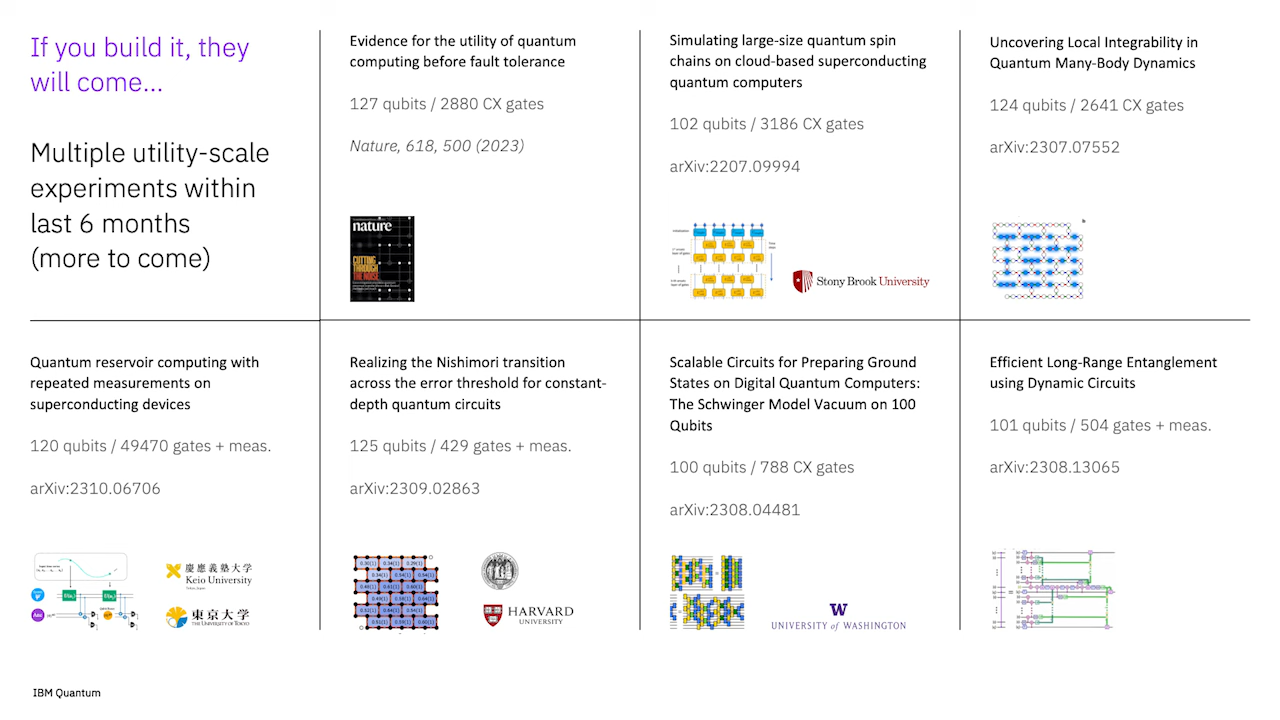 If you build it, they
will come...
Multiple utility-scale
experiments within
last 6 months
(more to come)
Evidence for the utility of quantum
computing before fault tolerance
127 qubits / 2880 CX gates
Nature, 618, 500 (2023)
nature
CUTTING
THROUGH
THE NOISE
Simulating large-size quantum spin
chains on cloud-based superconducting
quantum computers
102 qubits / 3186 CX gates
arXiv:2207.09994
Stony Brook University
Uncovering Local Integrability in
Quantum Many-Body Dynamics
124 qubits / 2641 CX gates
arXiv:2307.07552
Quantum reservoir computing with
repeated measurements on
superconducting devices
120 qubits / 49470 gates + meas.
arXiv:2310.06706
慶應義塾大学
Keio University
東京大学
THE UNIVERSITY OF TOKYO
Realizing the Nishimori transition
across the error threshold for constant-
depth quantum circuits
125 qubits / 429 gates + meas.
arXiv:2309.02863
HARVARD
UNIVERSITY
Scalable Circuits for Preparing Ground
States on Digital Quantum Computers:
The Schwinger Model Vacuum on 100
Qubits
100 qubits / 788 CX gates
arXiv:2308.04481
W
UNIVERSITY of WASHINGTON
Efficient Long-Range Entanglement
using Dynamic Circuits
101 qubits / 504 gates + meas.
arXiv:2308.13065
IBM Quantum